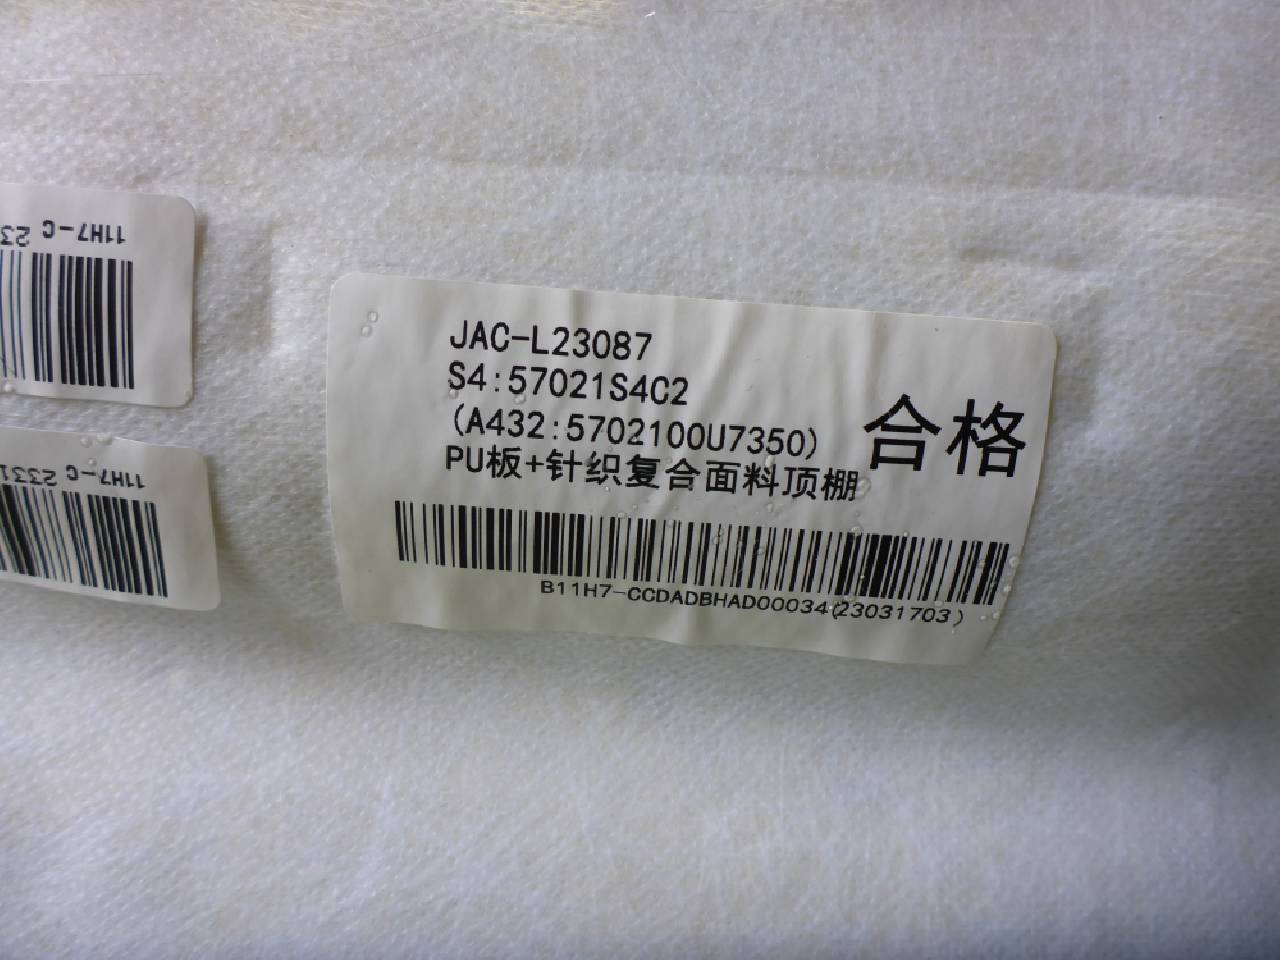 11H7-C 23
11H7-C 2331
JAC-L23087
S4:57021S4C2
(A432:5702100U7350)
PU板+针织复合面料顶棚
合格
B11H7-CCDADBHAD00034(23031703)